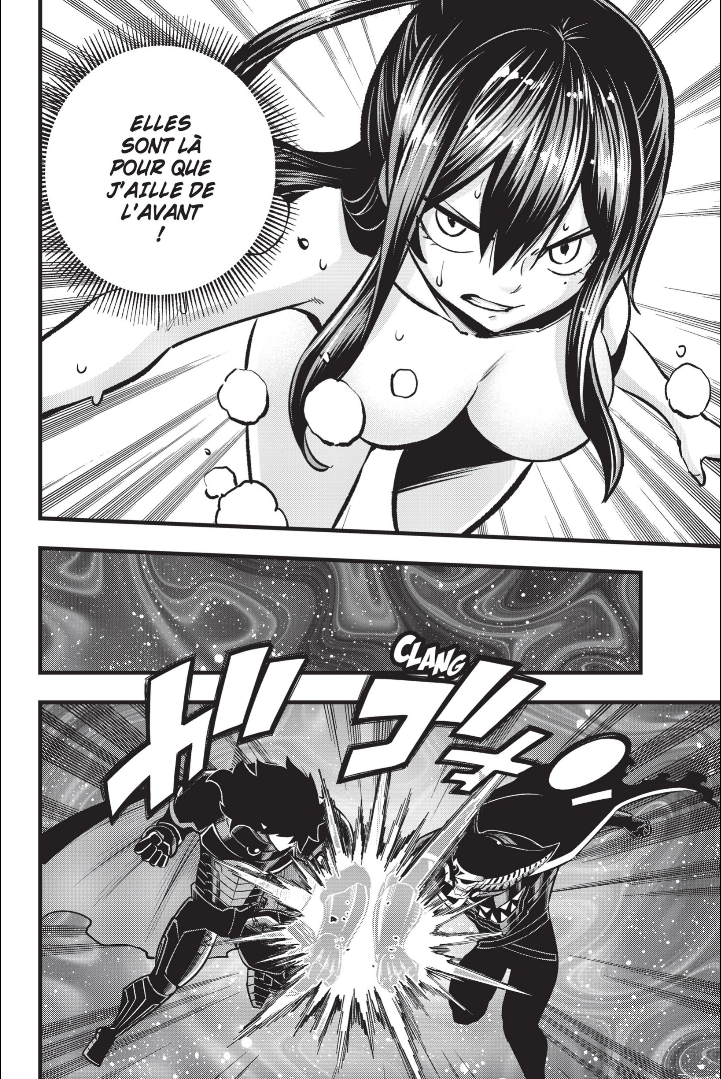 ELLES
SONT LÀ
POUR QUE
J'AILLE DE
L'AVANT
!
CLANG